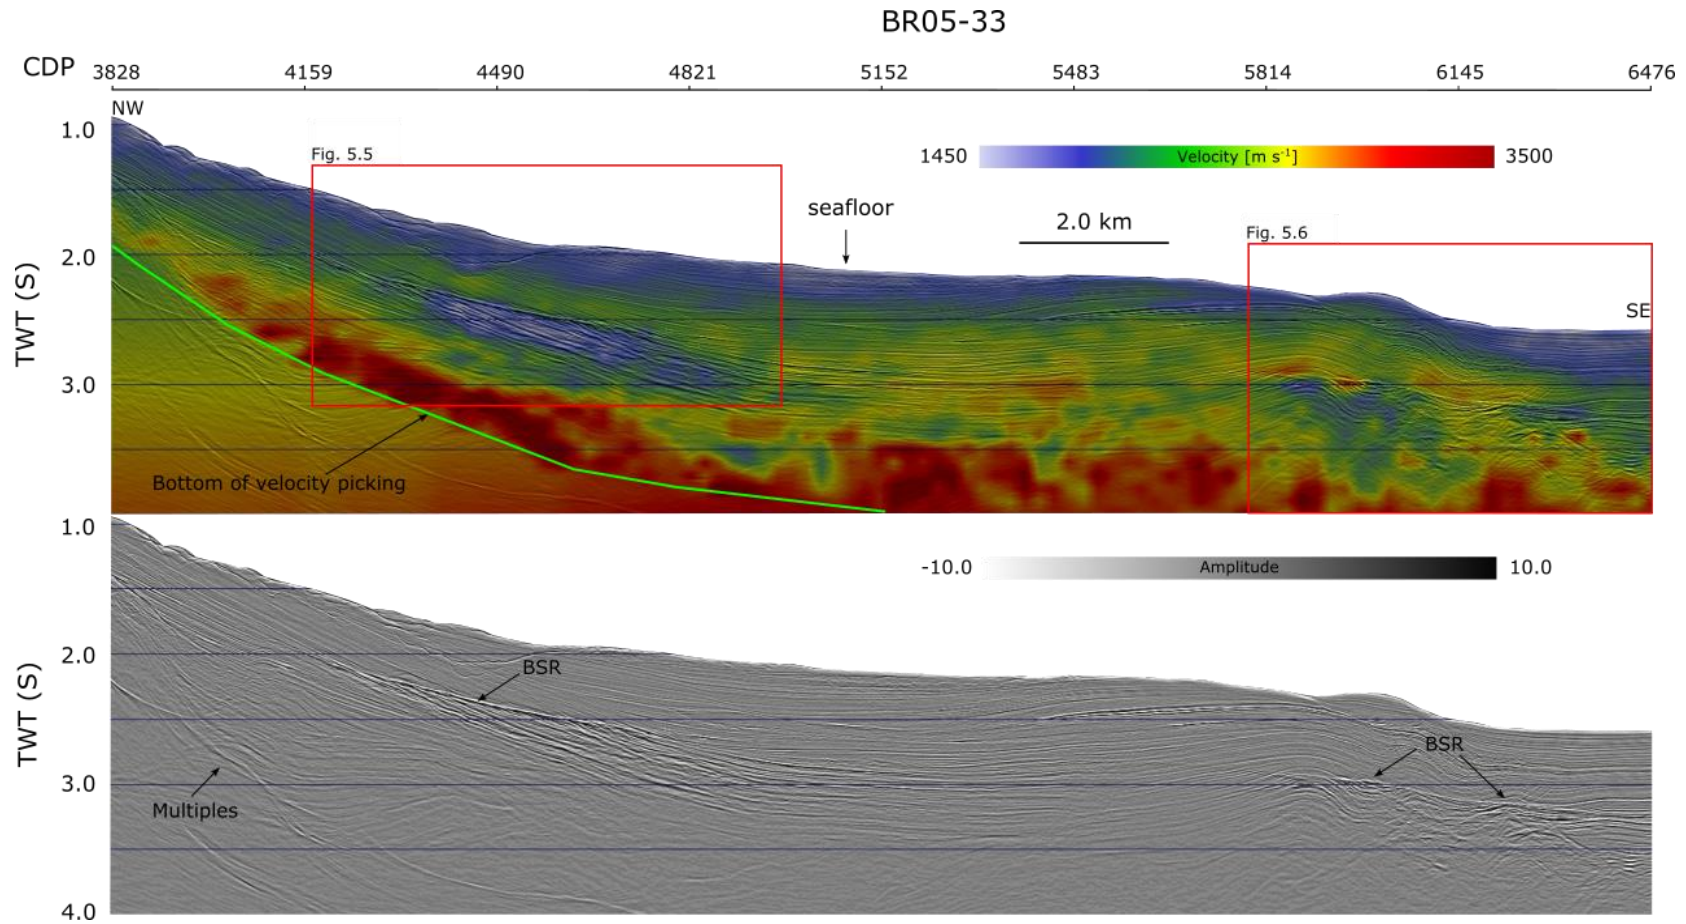 BR05-33
CDP 3828 4159 4490 4821 5152 5483 5814 6145 6476
NW
1.0
Fig. 5.5
1450 Velocity [m s-1] 3500
seafloor
2.0 km
Fig. 5.6
2.0
TWT (S)
SE
3.0
Bottom of velocity picking
1.0
-10.0 Amplitude 10.0
2.0
BSR
TWT (S)
BSR
3.0
Multiples
4.0